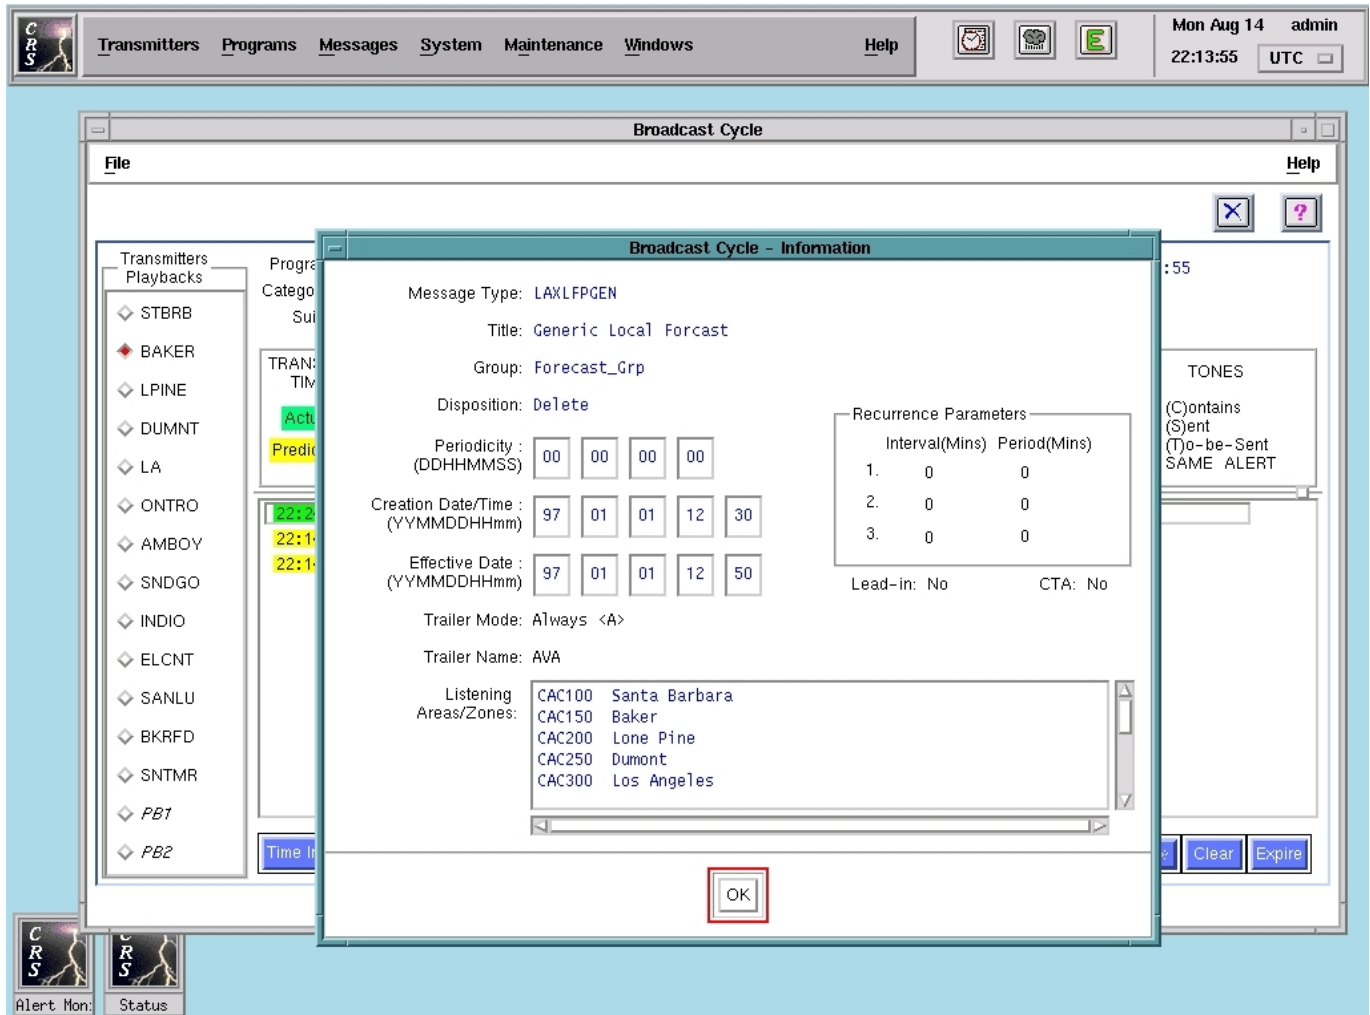 CRS
Transmitters Programs Messages System Maintenance Windows Help
E
Mon Aug 14 admin
22:13:55 UTC
Broadcast Cycle
File Help
?
Transmitters
Playbacks
STBRB
BAKER
LPINE
DUMNT
LA
ONTRO
AMBOY
SNDGO
INDIO
ELCNT
SANLU
BKRFD
SNTMR
PB1
PB2
:55
TONES
(C)ontains
(S)ent
(T)o-be-Sent
SAME ALERT
Time
Clear Expire
Broadcast Cycle - Information
Message Type: LAXLFPGEN
Title: Generic Local Forcast
Group: Forecast_Grp
Disposition: Delete
Periodicity :
(DDHHMMSS)
00 00 00 00
Creation Date/Time :
(YYMMDDHHmm)
97 01 01 12 30
Effective Date :
(YYMMDDHHmm)
97 01 01 12 50
Recurrence Parameters
Interval(Mins) Period(Mins)
1. 0 0
2. 0 0
3. 0 0
Lead-in: No CTA: No
Trailer Mode: Always <A>
Trailer Name: AVA
Listening
Areas/Zones:
CAC100 Santa Barbara
CAC150 Baker
CAC200 Lone Pine
CAC250 Dumont
CAC300 Los Angeles
OK
CRS
Alert Mon:
CRS
Status